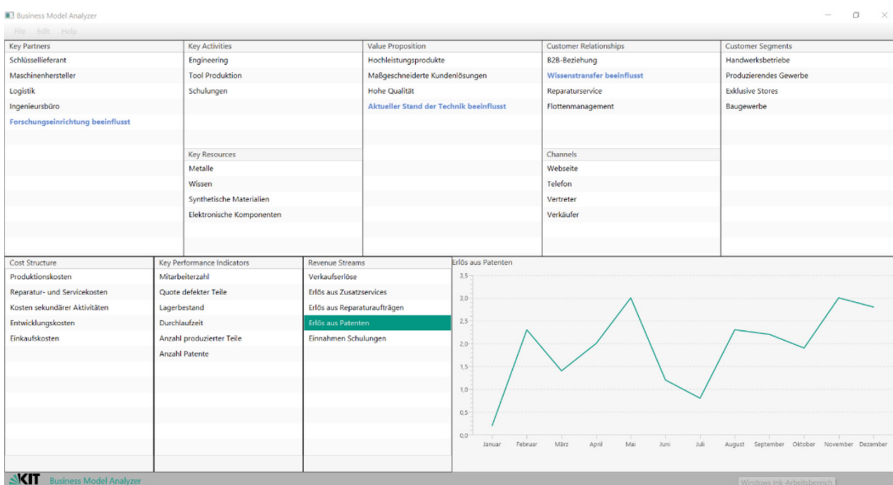 Business Model Analyzer
File Edit Help
Key Partners
Schlüssellieferant
Maschinenhersteller
Logistik
Ingenieursbüro
Forschungseinrichtung beeinflusst
Key Activities
Engineering
Tool Produktion
Schulungen
Key Resources
Metalle
Wissen
Synthetische Materialien
Elektronische Komponenten
Value Proposition
Hochleistungsprodukte
Maßgeschneiderte Kundenlösungen
Hohe Qualität
Aktueller Stand der Technik beeinflusst
Customer Relationships
B2B-Beziehung
Wissenstransfer beeinflusst
Reparaturservice
Flottenmanagement
Channels
Webseite
Telefon
Vertreter
Verkäufer
Customer Segments
Handwerksbetriebe
Produzierendes Gewerbe
Exklusive Stores
Baugewerbe
Cost Structure
Produktionskosten
Reparatur- und Servicekosten
Kosten sekundärer Aktivitäten
Entwicklungskosten
Einkaufskosten
Key Performance Indicators
Mitarbeiterzahl
Quote defekter Teile
Lagerbestand
Durchlaufzeit
Anzahl produzierter Teile
Anzahl Patente
Revenue Streams
Verkaufserlöse
Erlös aus Zusatzservices
Erlös aus Reparaturaufträgen
Erlös aus Patenten
Einnahmen Schulungen
Erlös aus Patenten
3,5
3,0
2,5
2,0
1,5
1,0
0,5
0,0
Januar Februar März April Mai Juni Juli August September Oktober November Dezember
KIT Business Model Analyzer
Windows Ink-Arbeitsbereich